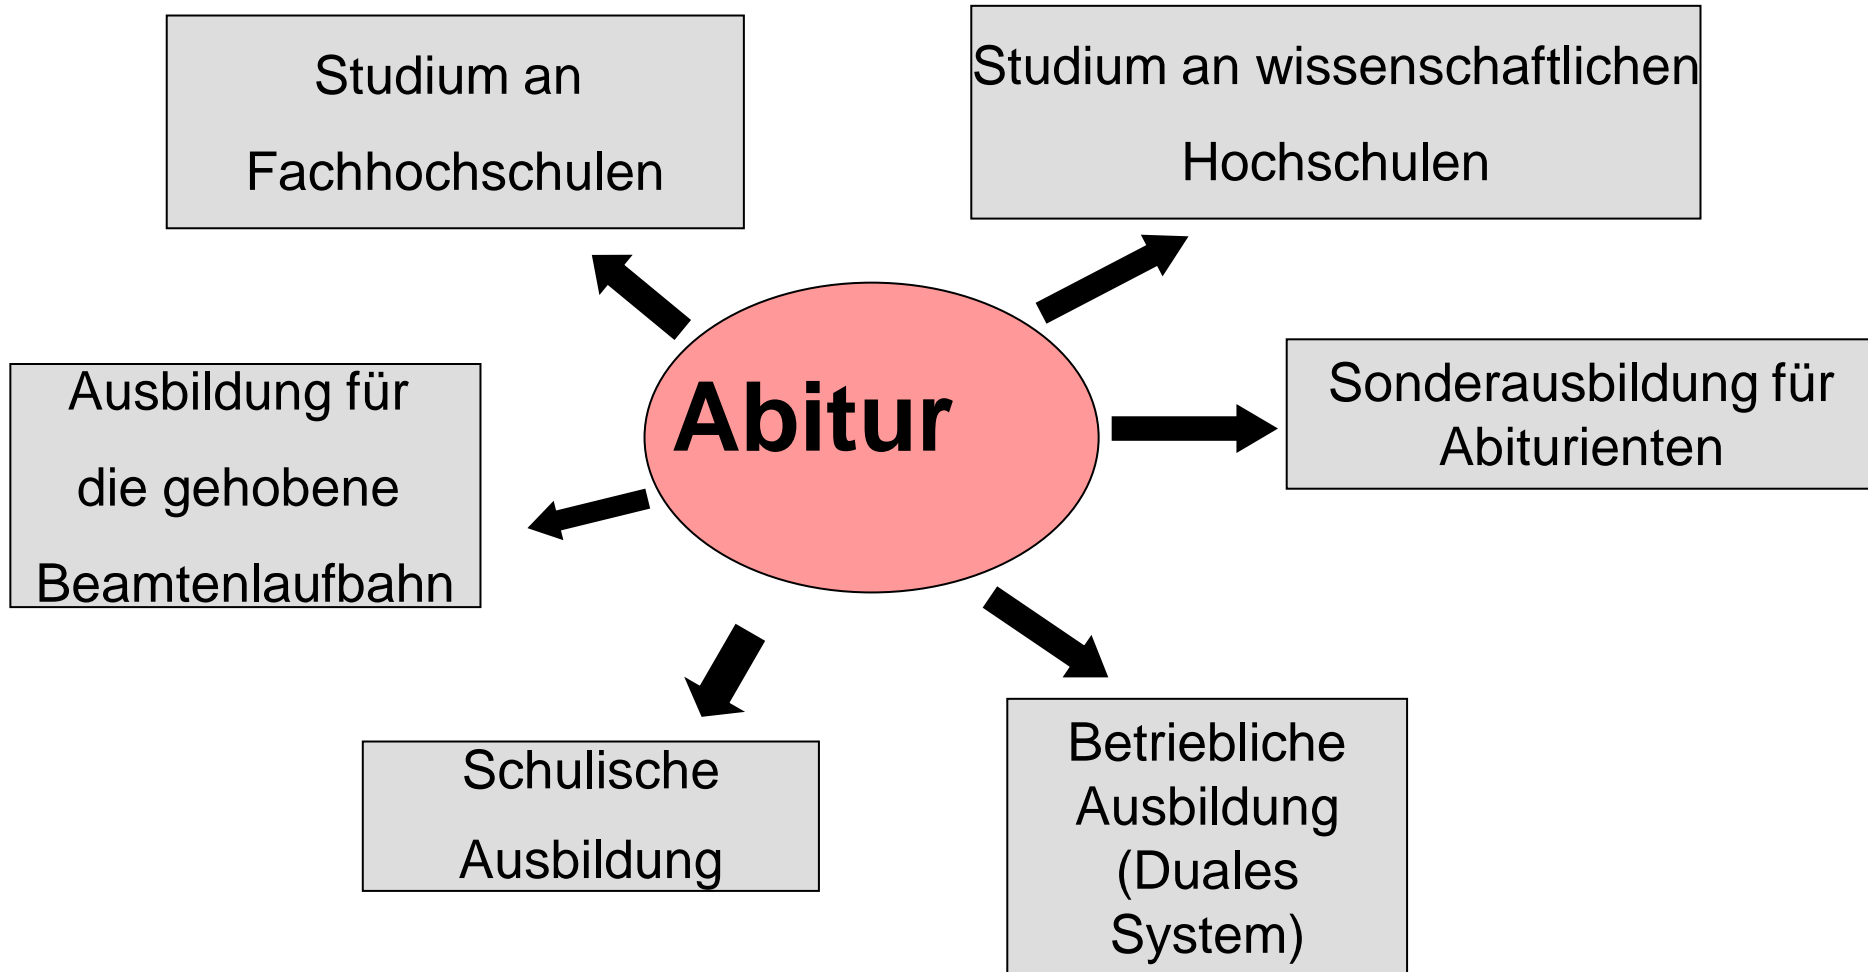 Studium an
Fachhochschulen
Studium an wissenschaftlichen
Hochschulen
Abitur
Ausbildung für
die gehobene
Beamtenlaufbahn
Sonderausbildung für
Abiturienten
Schulische
Ausbildung
Betriebliche
Ausbildung
(Duales
System)